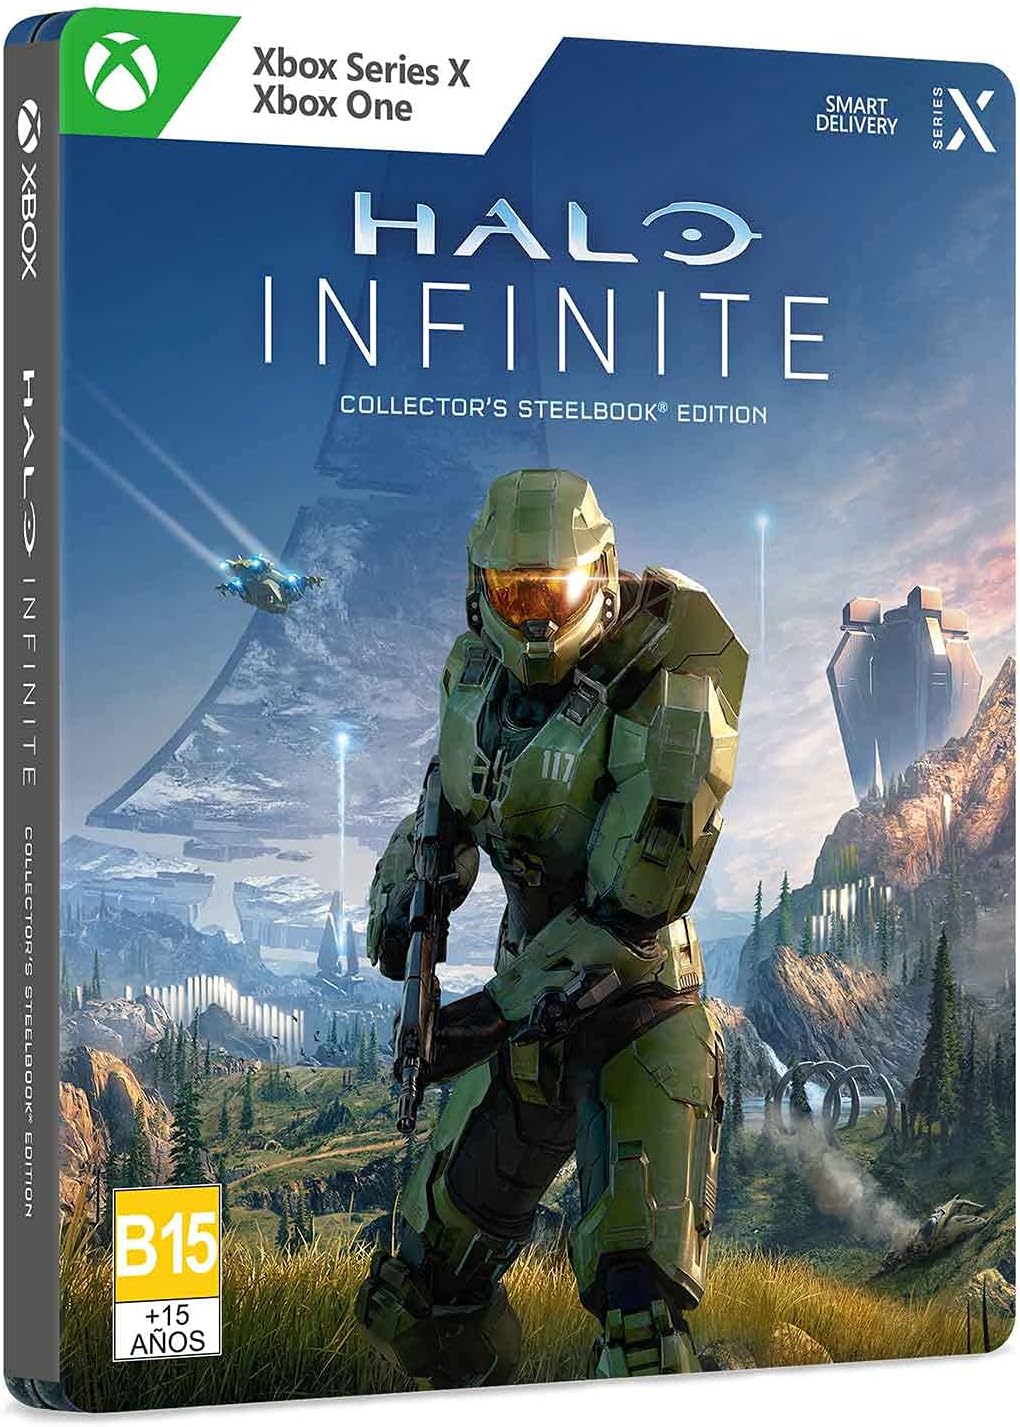 Xbox Series X
Xbox One
SMART
DELIVERY
SERIES
X
HALO
INFINITE
COLLECTOR'S STEELBOOK® EDITION
117
B15
+15
AÑOS
XBOX
HALO INFINITE COLLECTOR'S STEELBOOK® EDITION